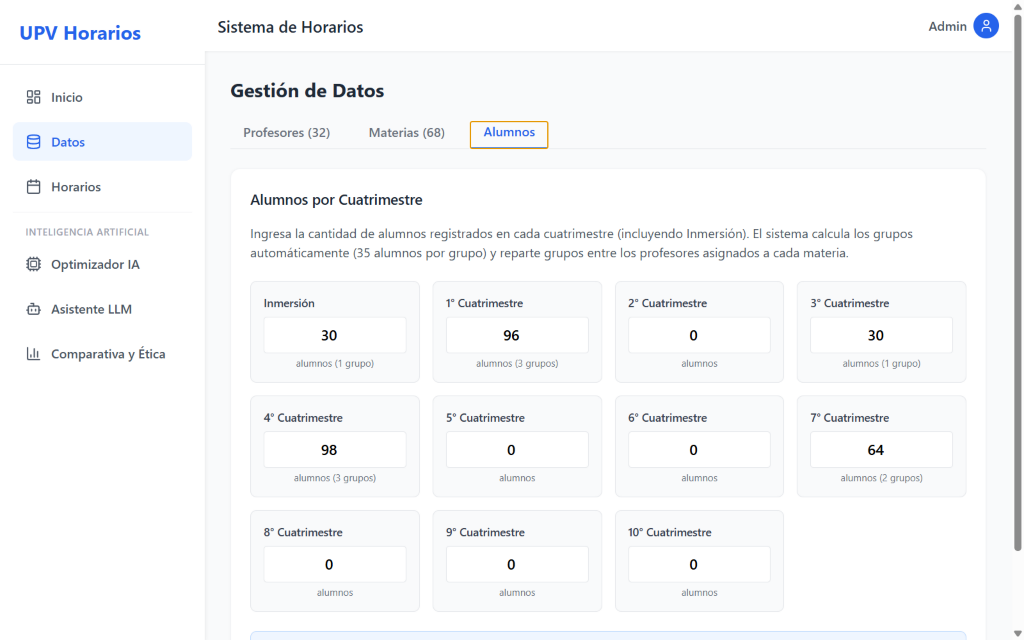 UPV Horarios
Sistema de Horarios
Admin
Inicio
Datos
Horarios
INTELIGENCIA ARTIFICIAL
Optimizador IA
Asistente LLM
Comparativa y Ética
Gestión de Datos
Profesores (32)
Materias (68)
Alumnos
Alumnos por Cuatrimestre
Ingresa la cantidad de alumnos registrados en cada cuatrimestre (incluyendo Inmersión). El sistema calcula los grupos
automáticamente (35 alumnos por grupo) y reparte grupos entre los profesores asignados a cada materia.
Inmersión
30
alumnos (1 grupo)
1° Cuatrimestre
96
alumnos (3 grupos)
2° Cuatrimestre
0
alumnos
3° Cuatrimestre
30
alumnos (1 grupo)
4° Cuatrimestre
98
alumnos (3 grupos)
5° Cuatrimestre
0
alumnos
6° Cuatrimestre
0
alumnos
7° Cuatrimestre
64
alumnos (2 grupos)
8° Cuatrimestre
0
alumnos
9° Cuatrimestre
0
alumnos
10° Cuatrimestre
0
alumnos